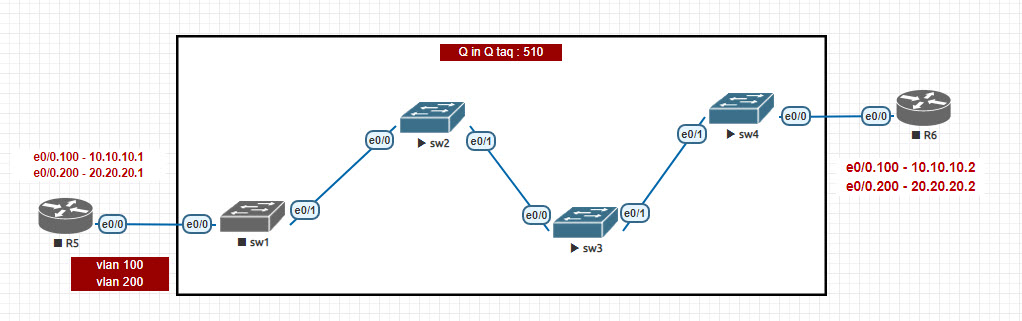 Q in Q taq : 510
e0/0
e0/0
R6
e0/1
sw4
e0/0
sw2
e0/1
e0/0.100 - 10.10.10.1
e0/0.200 - 20.20.20.1
e0/0.100 - 10.10.10.2
e0/0.200 - 20.20.20.2
e0/0
R5
e0/0
sw1
e0/1
e0/0
sw3
e0/1
vlan 100
vlan 200